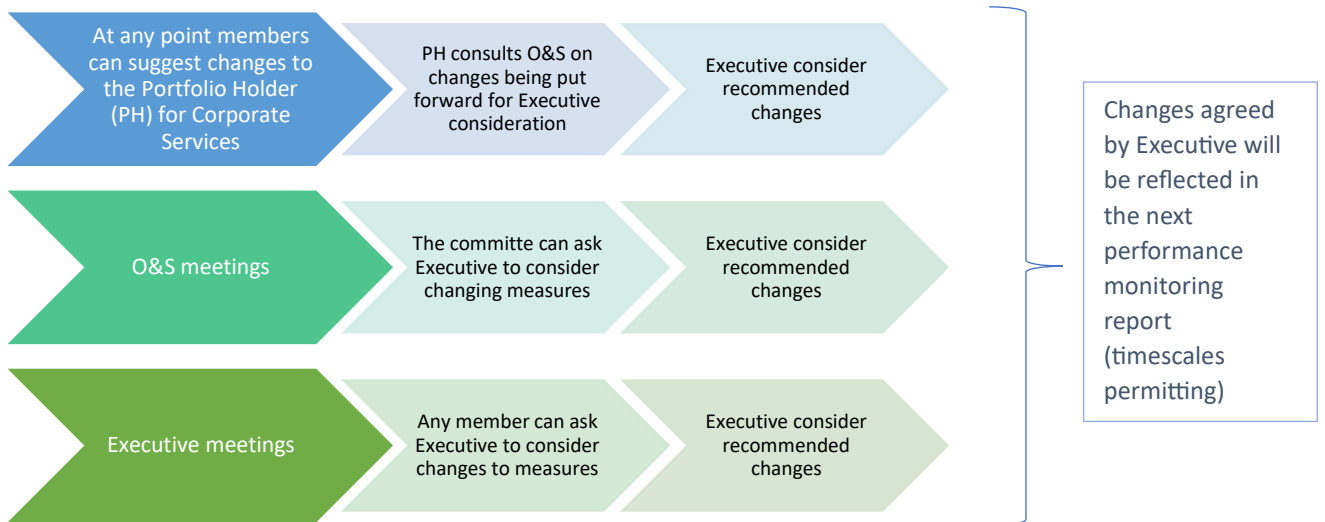 At any point members
can suggest changes to
the Portfolio Holder
(PH) for Corporate
Services
PH consults O&S on
changes being put
forward for Executive
consideration
Executive consider
recommended
changes
O&S meetings
The committe can ask
Executive to consider
changing measures
Executive consider
recommended
changes
Executive meetings
Any member can ask
Executive to consider
changes to measures
Executive consider
recommended
changes
Changes agreed
by Executive will
be reflected in
the next
performance
monitoring
report
(timescales
permitting)